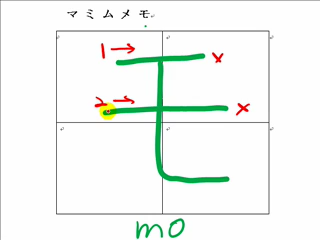 マミムメモ
1 → x
モ
2 → x
mo